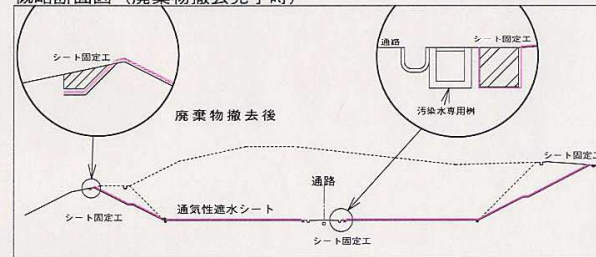 概略断面図（廃棄物撤去完了時）
シート固定工
通路
シート固定工
汚染水専用桝
廃棄物撤去後
シート固定工
通路
シート固定工
通気性遮水シート
シート固定工